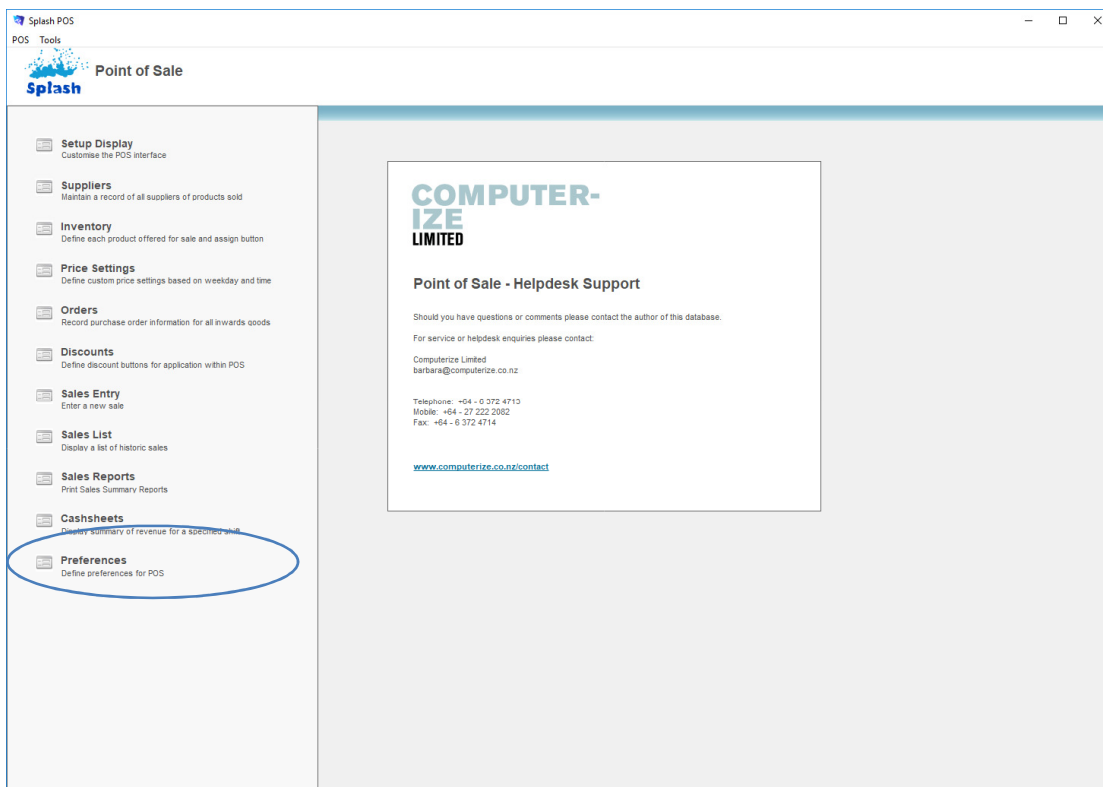 Splash POS
POS Tools
Splash
Point of Sale
Setup Display
Customise the POS interface
Suppliers
Maintain a record of all suppliers of products sold
Inventory
Define each product offered for sale and assign button
Price Settings
Define custom price settings based on weekday and time
Orders
Record purchase order information for all inwards goods
Discounts
Define discount buttons for application within POS
Sales Entry
Enter a new sale
Sales List
Display a list of historic sales
Sales Reports
Print Sales Summary Reports
Cashsheets
Display summary of revenue for a specified shift
Preferences
Define preferences for POS
COMPUTER-
IZE
LIMITED
Point of Sale - Helpdesk Support
Should you have questions or comments please contact the author of this database.
For service or helpdesk enquiries please contact:
Computerize Limited
barbara@computerize.co.nz
Telephone: +64 - 6 372 4713
Mobile: +64 - 27 222 2082
Fax: +64 - 6 372 4714
www.computerize.co.nz/contact